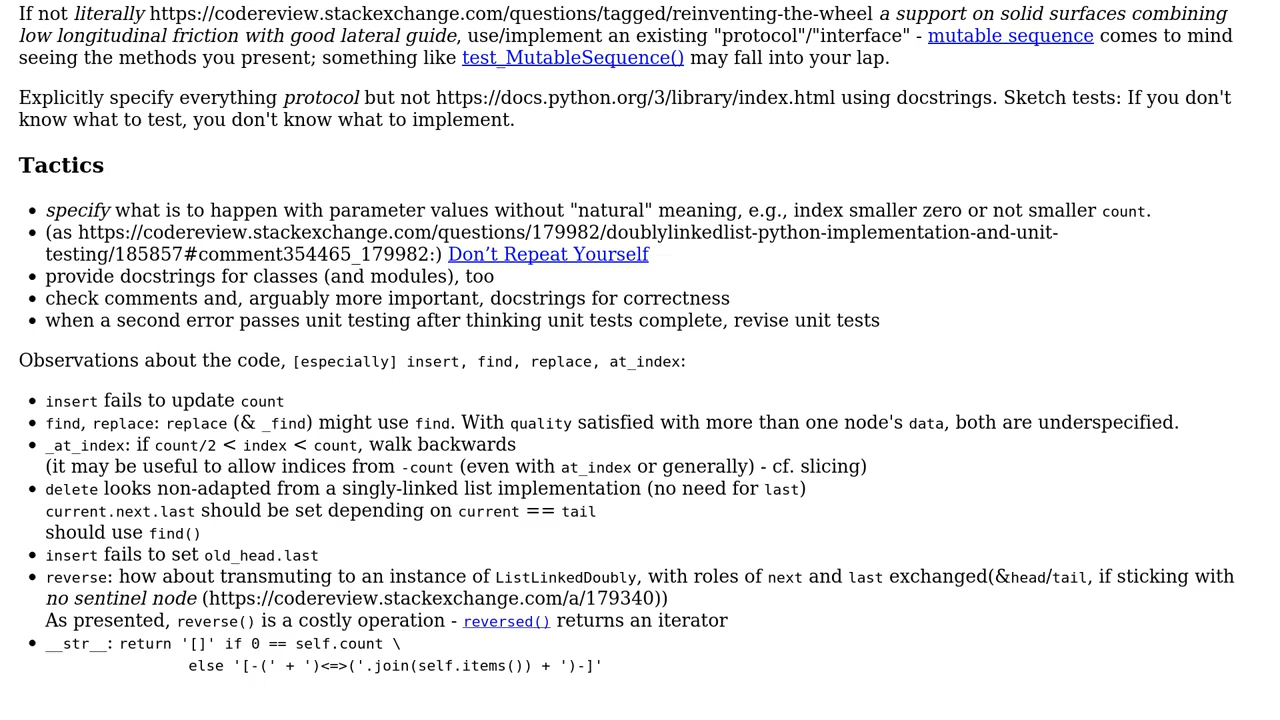 If not literally https://codereview.stackexchange.com/questions/tagged/reinventing-the-wheel a support on solid surfaces combining
low longitudinal friction with good lateral guide, use/implement an existing "protocol"/"interface" - mutable sequence comes to mind
seeing the methods you present; something like test_MutableSequence() may fall into your lap.
Explicitly specify everything protocol but not https://docs.python.org/3/library/index.html using docstrings. Sketch tests: If you don't
know what to test, you don't know what to implement.
Tactics
• specify what is to happen with parameter values without "natural" meaning, e.g., index smaller zero or not smaller count.
• (as https://codereview.stackexchange.com/questions/179982/doublylinkedlist-python-implementation-and-unit-
testing/185857#comment354465_179982:) Don’t Repeat Yourself
• provide docstrings for classes (and modules), too
• check comments and, arguably more important, docstrings for correctness
• when a second error passes unit testing after thinking unit tests complete, revise unit tests
Observations about the code, [especially] insert, find, replace, at_index:
• insert fails to update count
• find, replace: replace (& _find) might use find. With quality satisfied with more than one node's data, both are underspecified.
• _at_index: if count/2 < index < count, walk backwards
(it may be useful to allow indices from -count (even with at_index or generally) - cf. slicing)
• delete looks non-adapted from a singly-linked list implementation (no need for last)
current.next.last should be set depending on current == tail
should use find()
• insert fails to set old_head.last
• reverse: how about transmuting to an instance of ListLinkedDoubly, with roles of next and last exchanged(&head/tail, if sticking with
no sentinel node (https://codereview.stackexchange.com/a/179340))
As presented, reverse() is a costly operation - reversed() returns an iterator
• __str__: return '[]' if 0 == self.count \
else '[-(' + ')<=>('.join(self.items()) + ')-]'